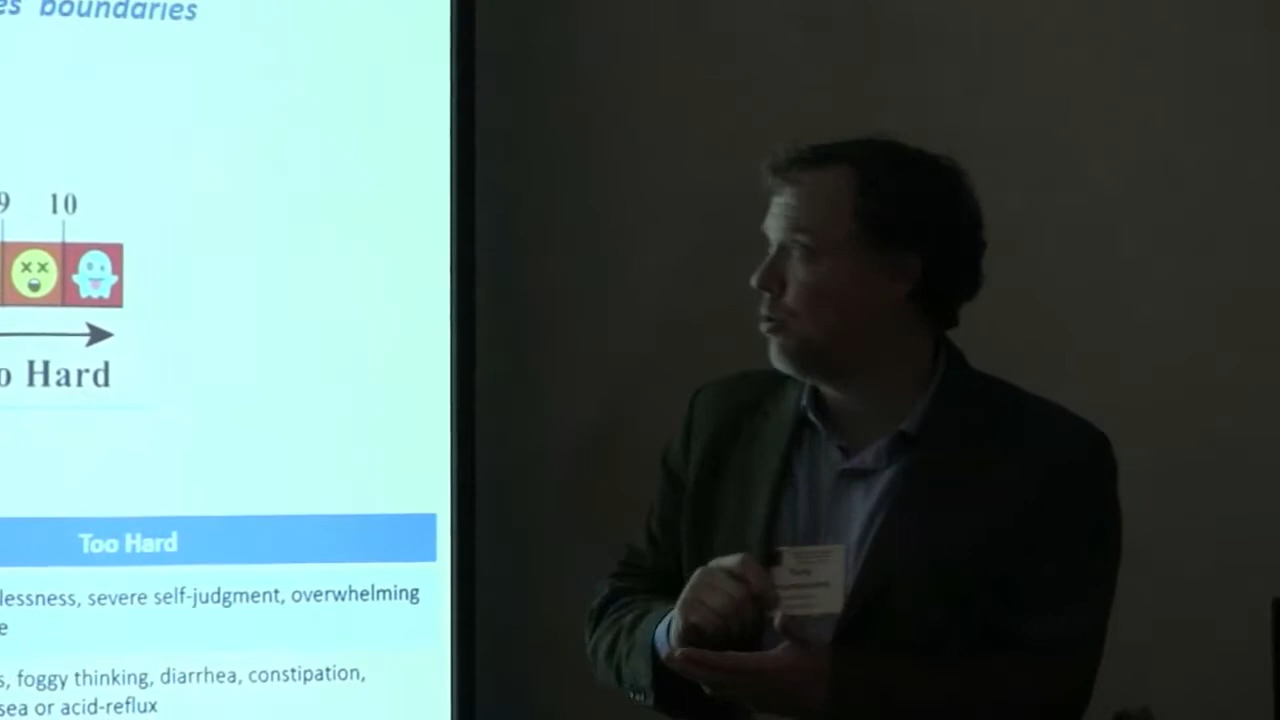 es boundaries
9 10
o Hard
Too Hard
lessness, severe self-judgment, overwhelming
e
s, foggy thinking, diarrhea, constipation,
sea or acid-reflux